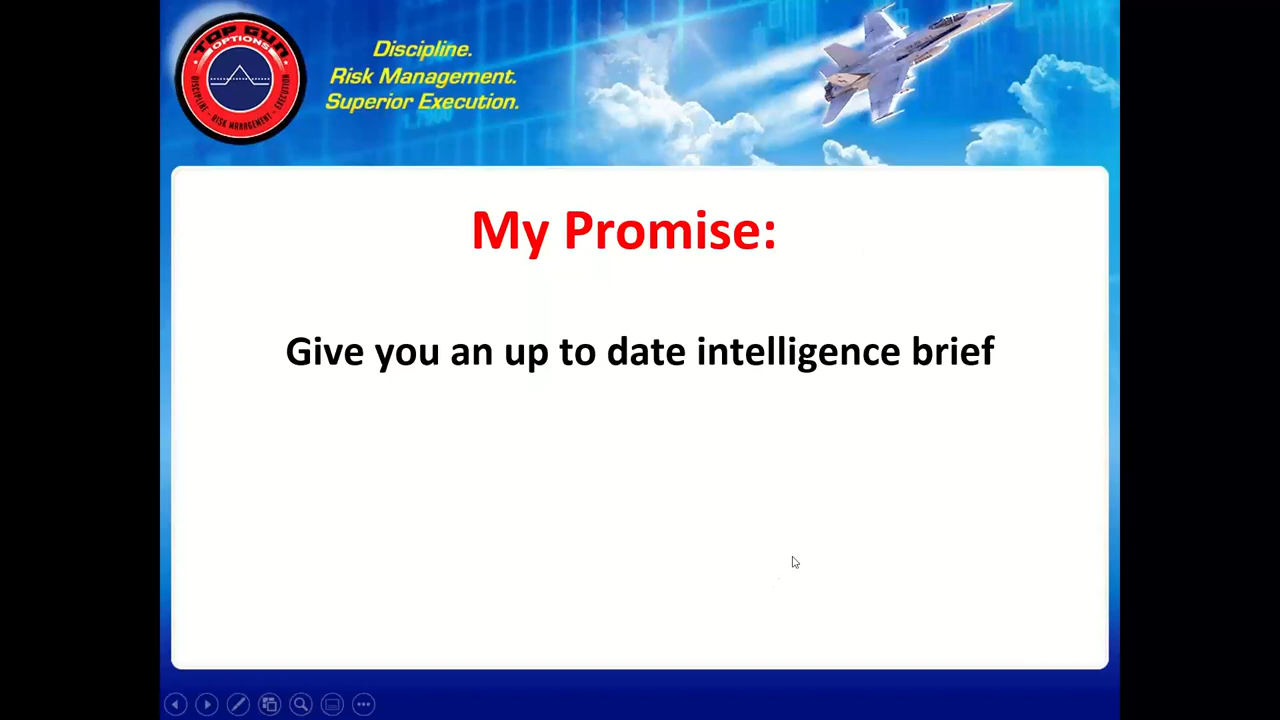 TOP GUN
OPTIONS
DISCIPLINE - RISK MANAGEMENT - EXECUTION
Discipline.
Risk Management.
Superior Execution.
My Promise:
Give you an up to date intelligence brief